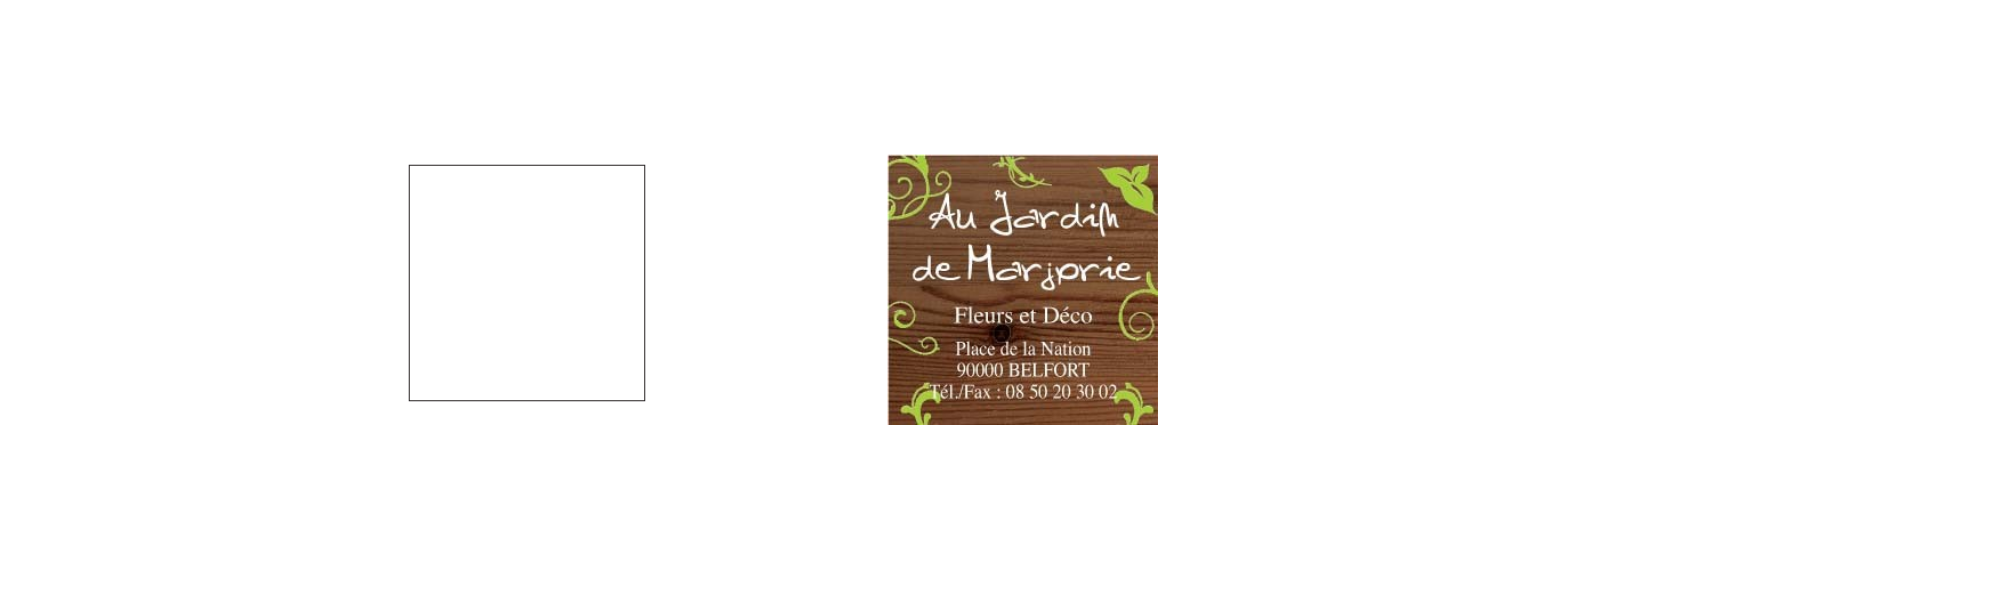 Au Jardin
de Marjorie
Fleurs et Déco
Place de la Nation
90000 BELFORT
Tél./Fax : 08 50 20 30 02